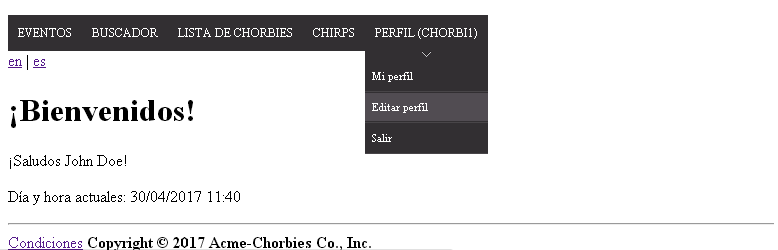 EVENTOS BUSCADOR LISTA DE CHORBIES CHIRPS PERFIL (CHORBI1)
Mi perfil
Editar perfil
Salir
en | es
¡Bienvenidos!
¡Saludos John Doe!
Día y hora actuales: 30/04/2017 11:40
Condiciones Copyright © 2017 Acme-Chorbies Co., Inc.